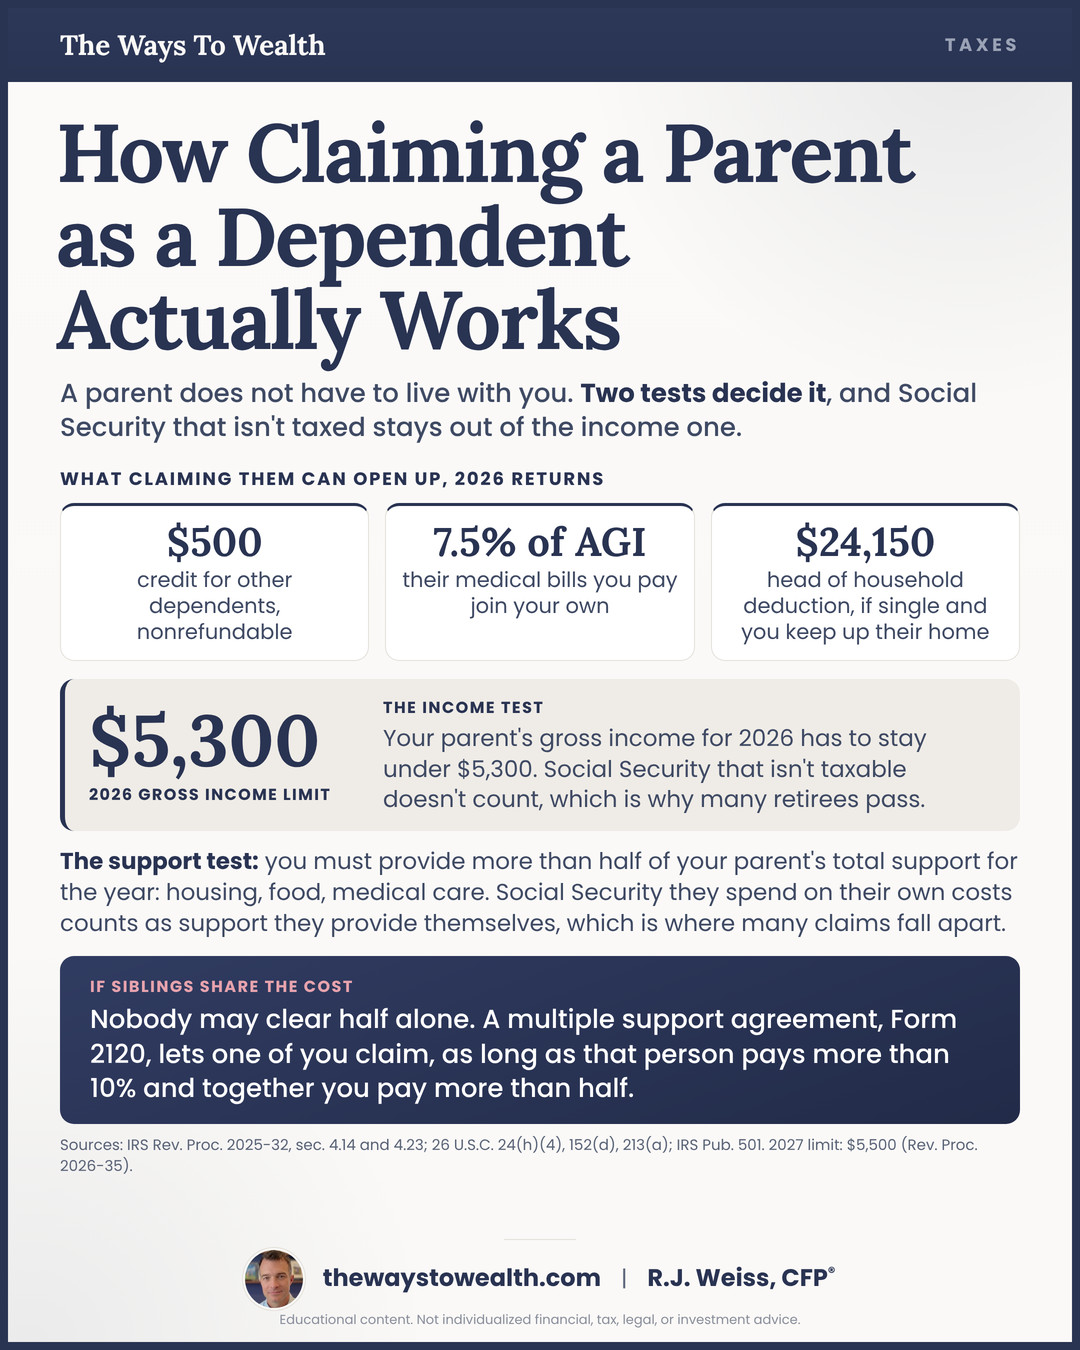 The Ways To Wealth
TAXES
How Claiming a Parent
as a Dependent
Actually Works
A parent does not have to live with you. Two tests decide it, and Social
Security that isn't taxed stays out of the income one.
WHAT CLAIMING THEM CAN OPEN UP, 2026 RETURNS
$500
credit for other
dependents,
nonrefundable
7.5% of AGI
their medical bills you pay
join your own
$24,150
head of household
deduction, if single and
you keep up their home
$5,300
2026 GROSS INCOME LIMIT
THE INCOME TEST
Your parent's gross income for 2026 has to stay
under $5,300. Social Security that isn't taxable
doesn't count, which is why many retirees pass.
The support test: you must provide more than half of your parent's total support for
the year: housing, food, medical care. Social Security they spend on their own costs
counts as support they provide themselves, which is where many claims fall apart.
IF SIBLINGS SHARE THE COST
Nobody may clear half alone. A multiple support agreement, Form
2120, lets one of you claim, as long as that person pays more than
10% and together you pay more than half.
Sources: IRS Rev. Proc. 2025-32, sec. 4.14 and 4.23; 26 U.S.C. 24(h)(4), 152(d), 213(a); IRS Pub. 501. 2027 limit: $5,500 (Rev. Proc.
2026-35).
thewaystowealth.com | R.J. Weiss, CFP®
Educational content. Not individualized financial, tax, legal, or investment advice.